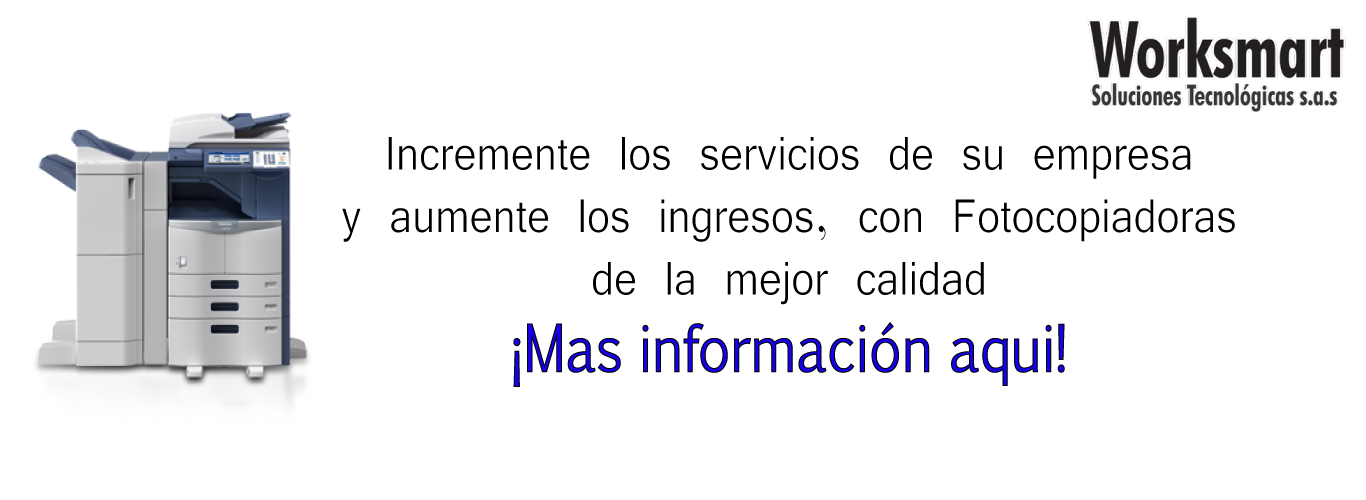 Worksmart
Soluciones Tecnológicas s.a.s
Incremente los servicios de su empresa
y aumente los ingresos, con Fotocopiadoras
de la mejor calidad
¡Mas información aqui!